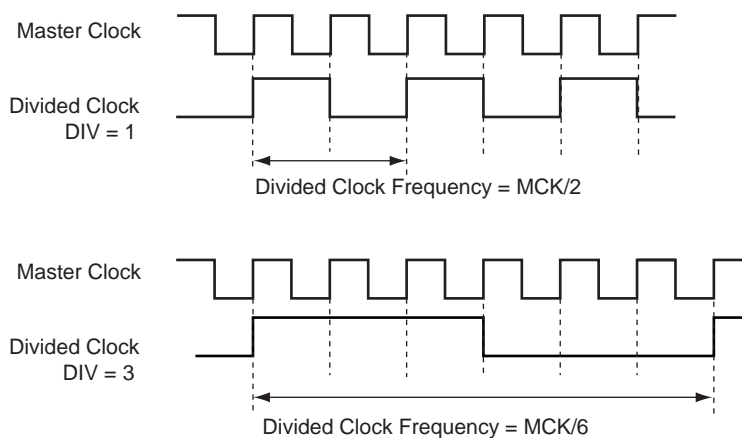 Master Clock
Divided Clock
DIV = 1
Divided Clock Frequency = MCK/2
Master Clock
Divided Clock
DIV = 3
Divided Clock Frequency = MCK/6